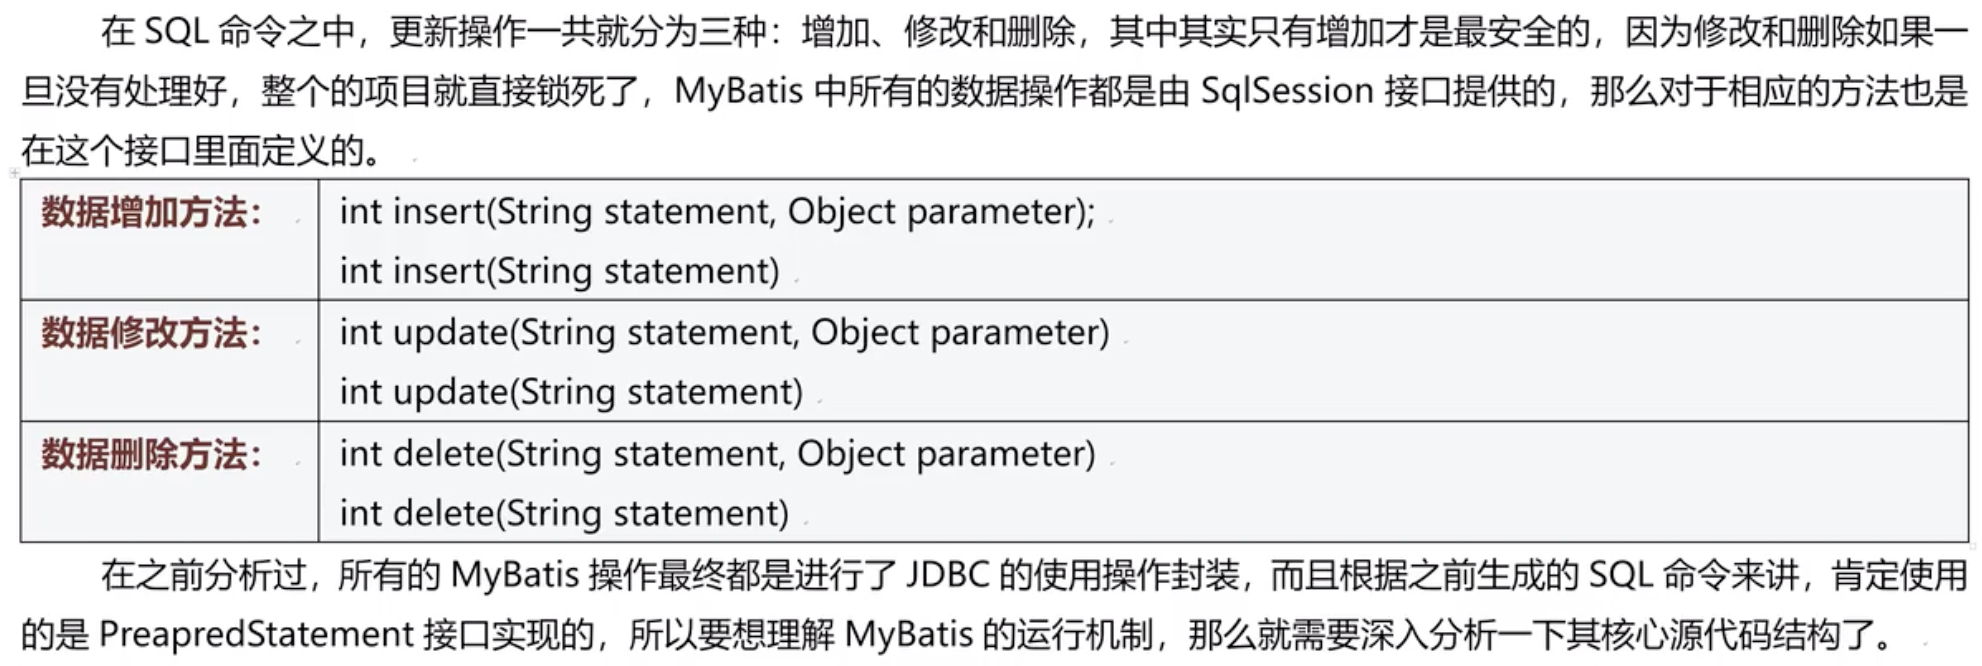 在 SQL 命令之中，更新操作一共就分为三种：增加、修改和删除，其中其实只有增加才是最安全的，因为修改和删除如果一
旦没有处理好，整个的项目就直接锁死了，MyBatis 中所有的数据操作都是由 SqlSession 接口提供的，那么对于相应的方法也是
在这个接口里面定义的。
数据增加方法： int insert(String statement, Object parameter);
int insert(String statement)
数据修改方法： int update(String statement, Object parameter)
int update(String statement)
数据删除方法： int delete(String statement, Object parameter)
int delete(String statement)
在之前分析过，所有的 MyBatis 操作最终都是进行了 JDBC 的使用操作封装，而且根据之前生成的 SQL 命令来讲，肯定使用
的是 PreapredStatement 接口实现的，所以要想理解 MyBatis 的运行机制，那么就需要深入分析一下其核心源代码结构了。